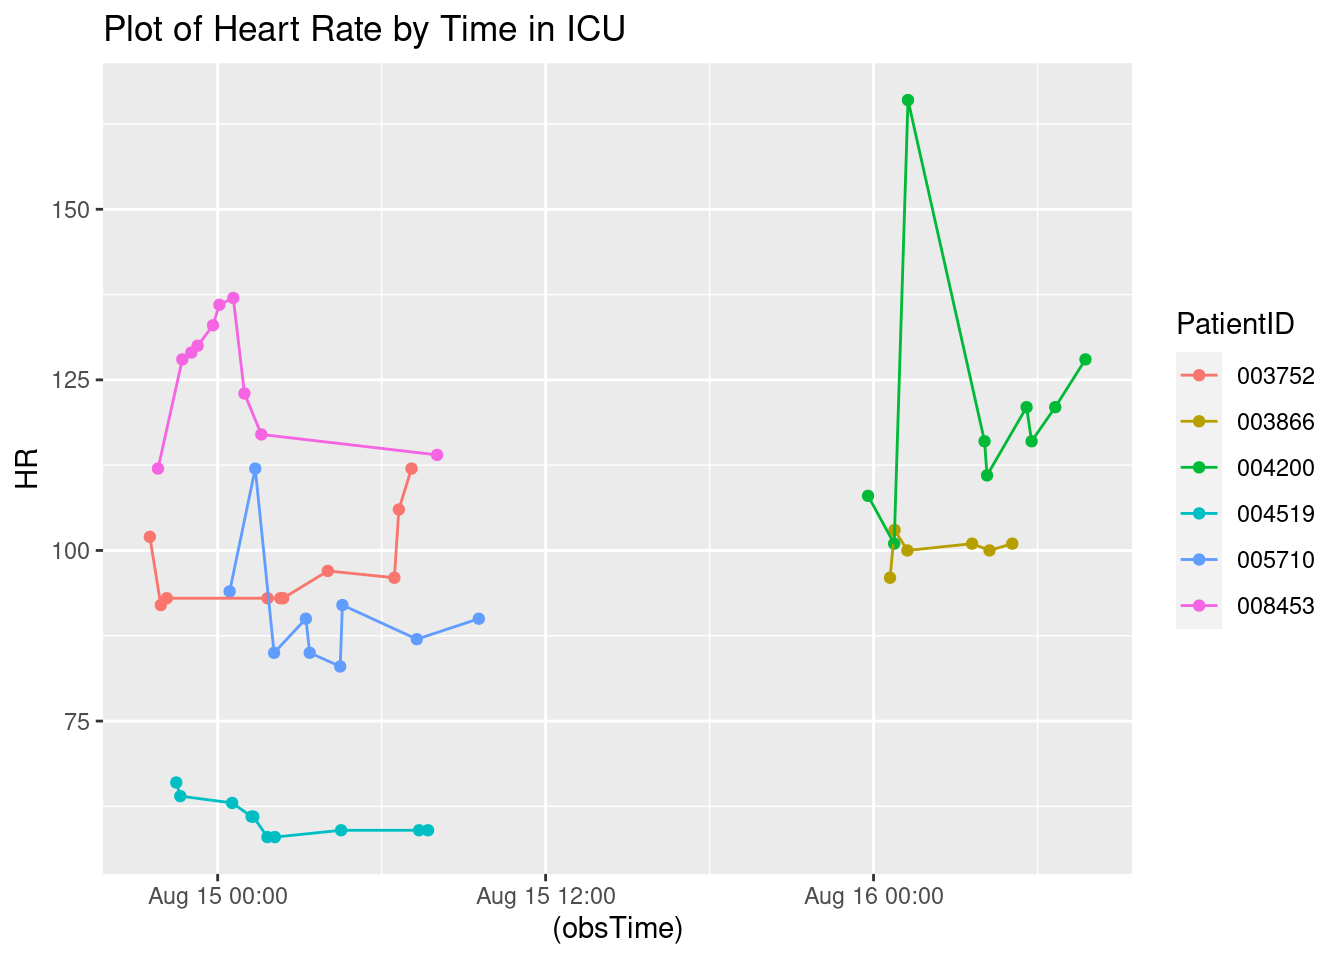 Plot of Heart Rate by Time in ICU
150
125
100
75
HR
Aug 15 00:00
Aug 15 12:00
Aug 16 00:00
(obsTime)
PatientID
003752
003866
004200
004519
005710
008453